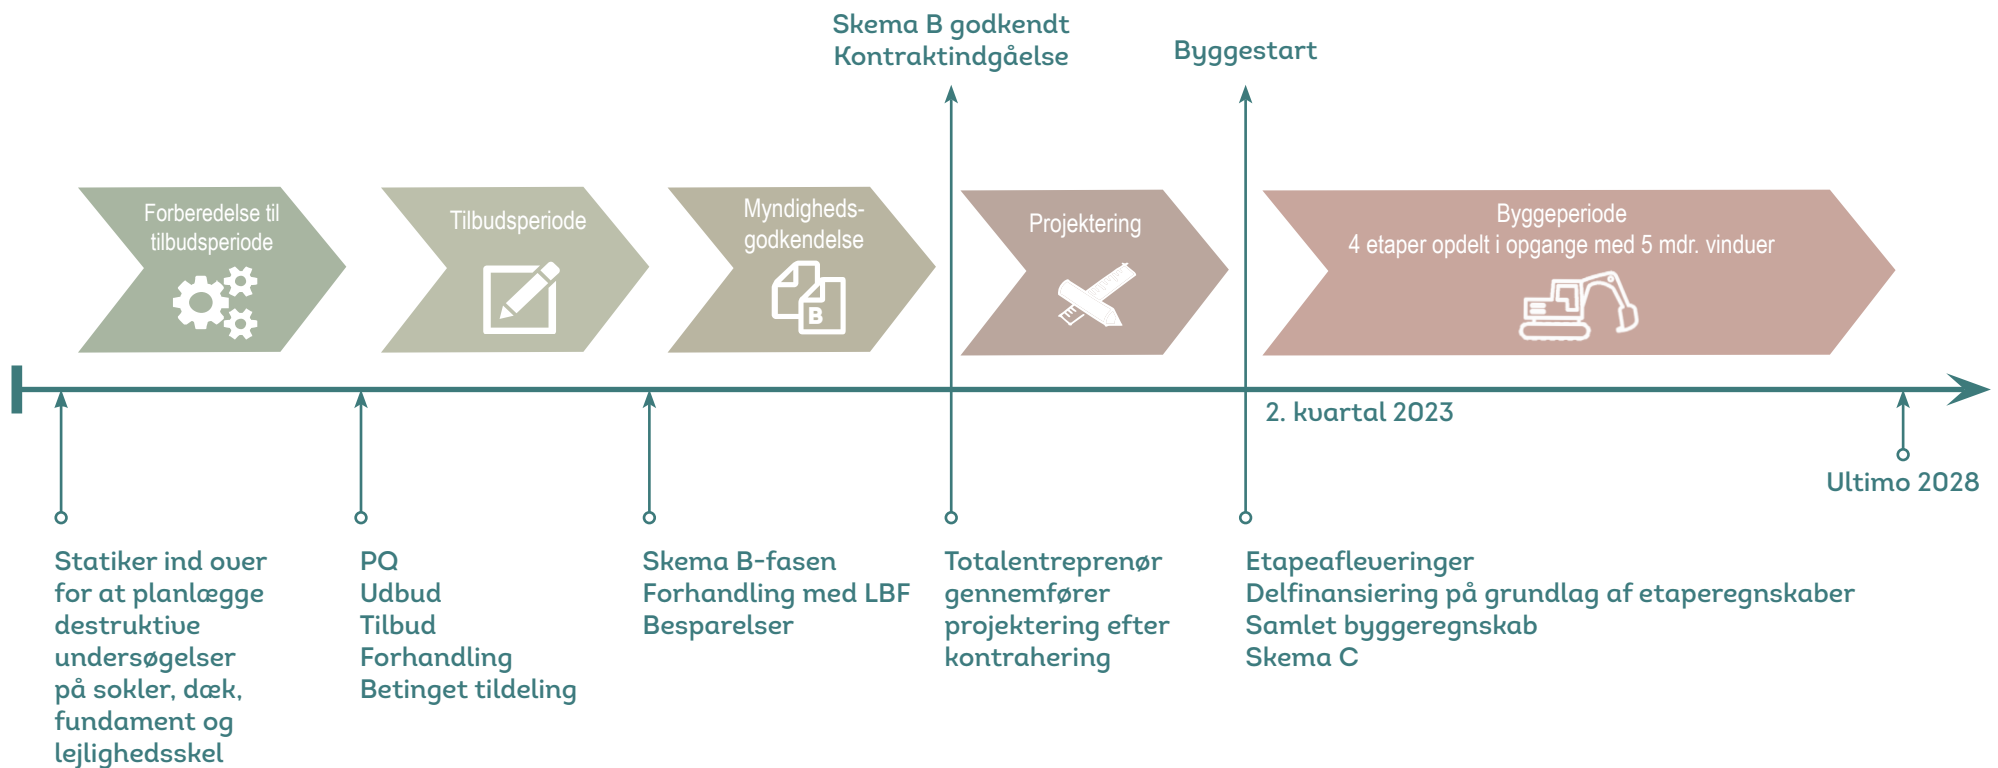 Skema B godkendt
Kontraktindgåelse
Byggestart
Forberedelse til
tilbudsperiode
Tilbudsperiode
Myndigheds-
godkendelse
B
Projektering
Byggeperiode
4 etaper opdelt i opgange med 5 mdr. vinduer
2. kvartal 2023
Ultimo 2028
Statiker ind over
for at planlægge
destruktive
undersøgelser
på sokler, dæk,
fundament og
lejlighedsskel
PQ
Udbud
Tilbud
Forhandling
Betinget tildeling
Skema B-fasen
Forhandling med LBF
Besparelser
Totalentreprenør
gennemfører
projektering efter
kontrahering
Etapeafleveringer
Delfinansiering på grundlag af etaperegnskaber
Samlet byggeregnskab
Skema C